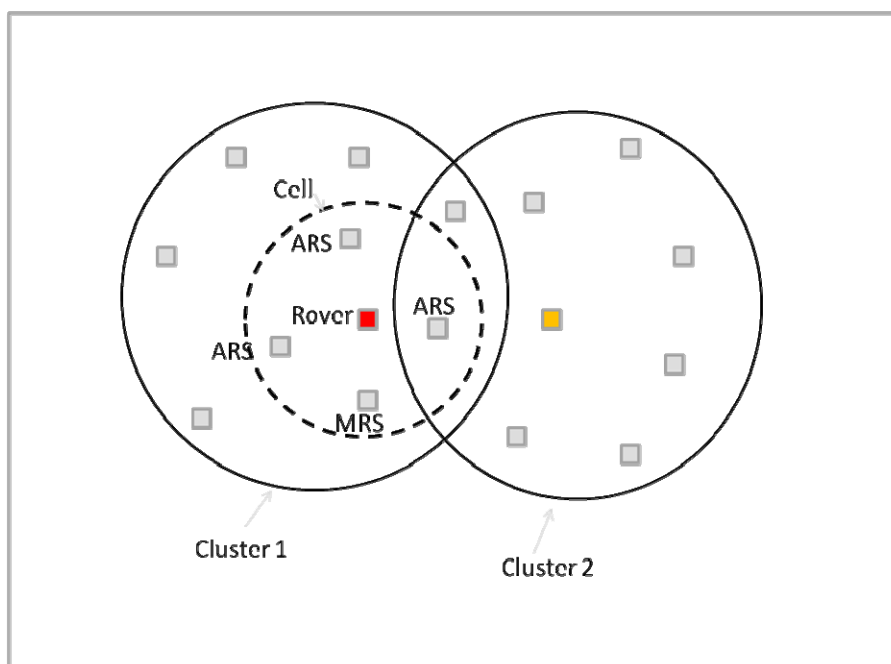 Cell
ARS
Rover
ARS
ARS
MRS
Cluster 1
Cluster 2